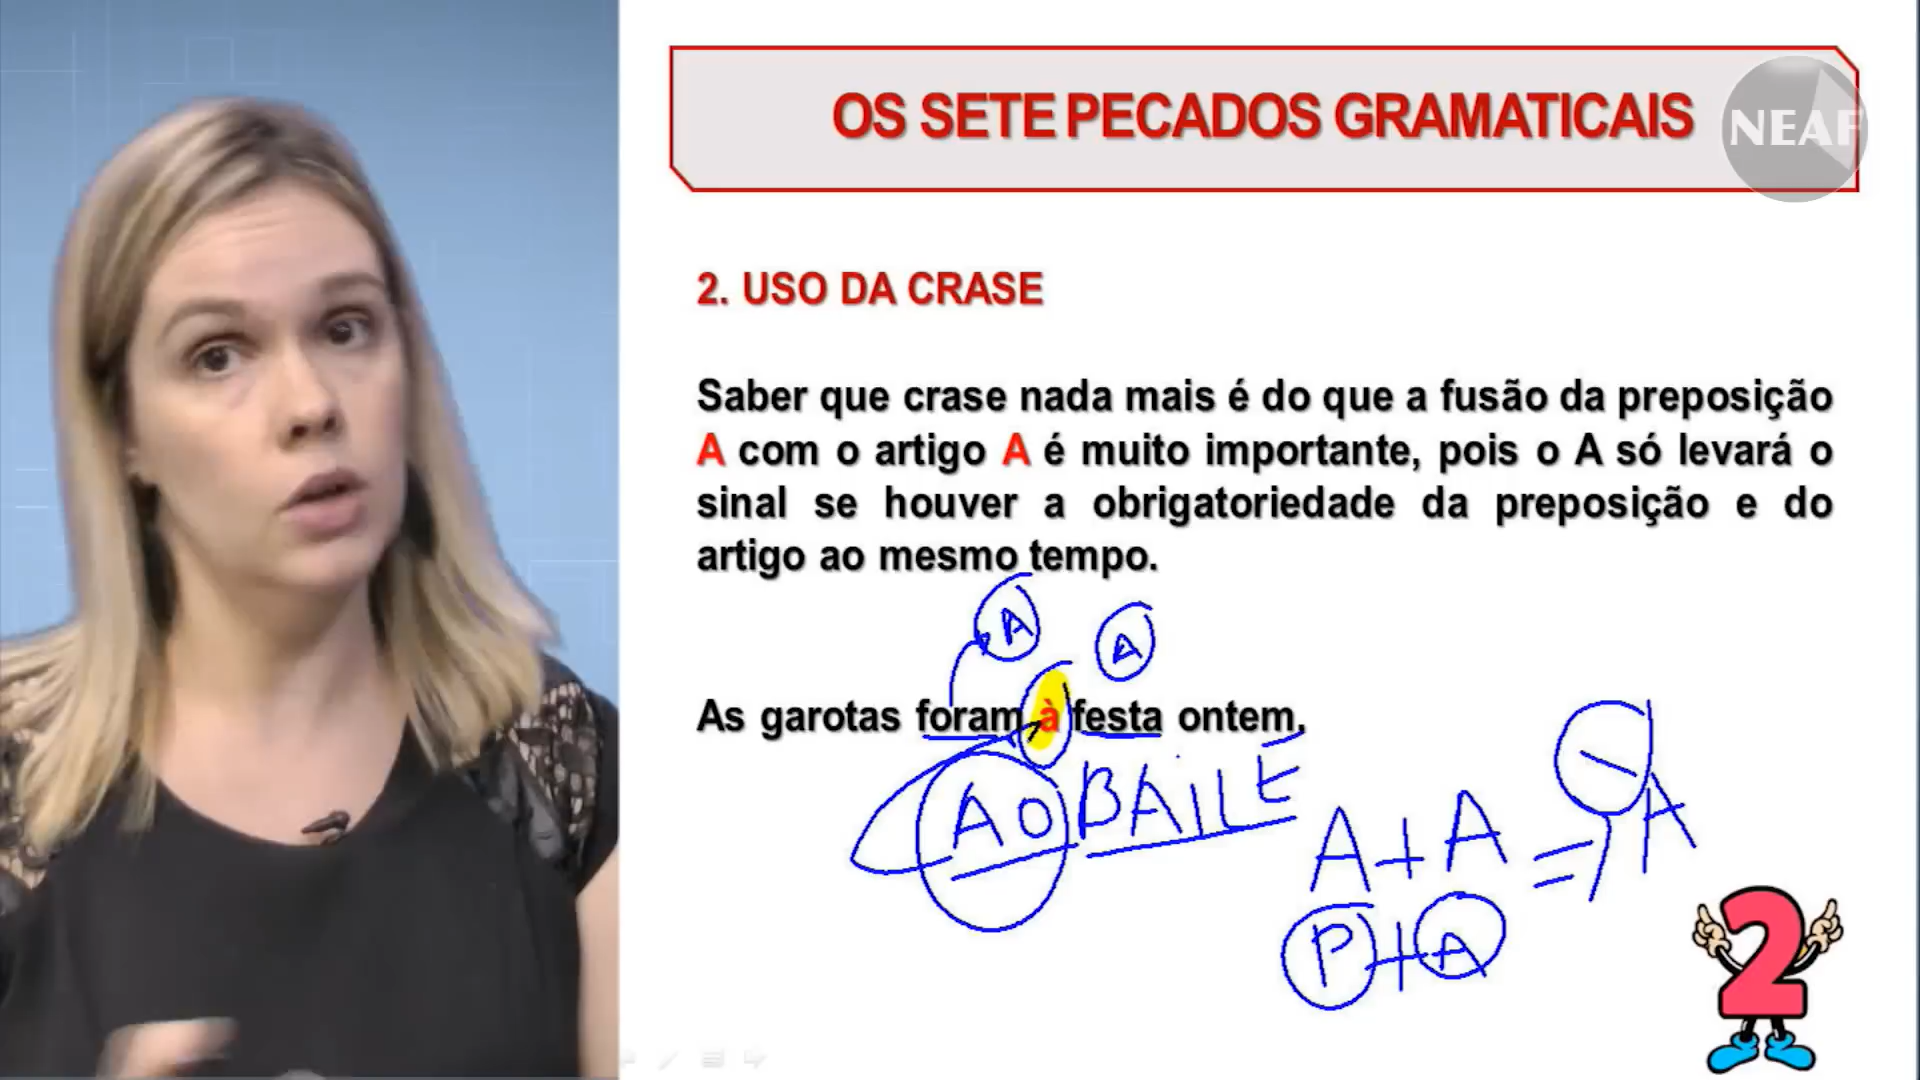 OS SETE PECADOS GRAMATICAIS
NEAF
2. USO DA CRASE
Saber que crase nada mais é do que a fusão da preposição
A com o artigo A é muito importante, pois o A só levará o
sinal se houver a obrigatoriedade da preposição e do
artigo ao mesmo tempo.
A A
As garotas foram à festa ontem.
AO BAILE
A + A = À
P + A
2